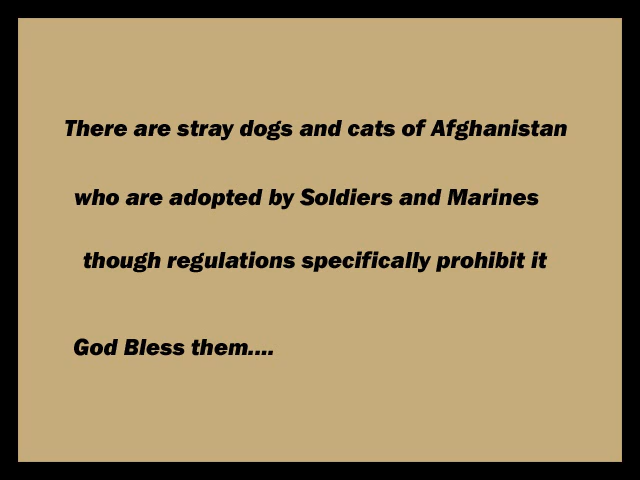 There are stray dogs and cats of Afghanistan
who are adopted by Soldiers and Marines
though regulations specifically prohibit it
God Bless them....